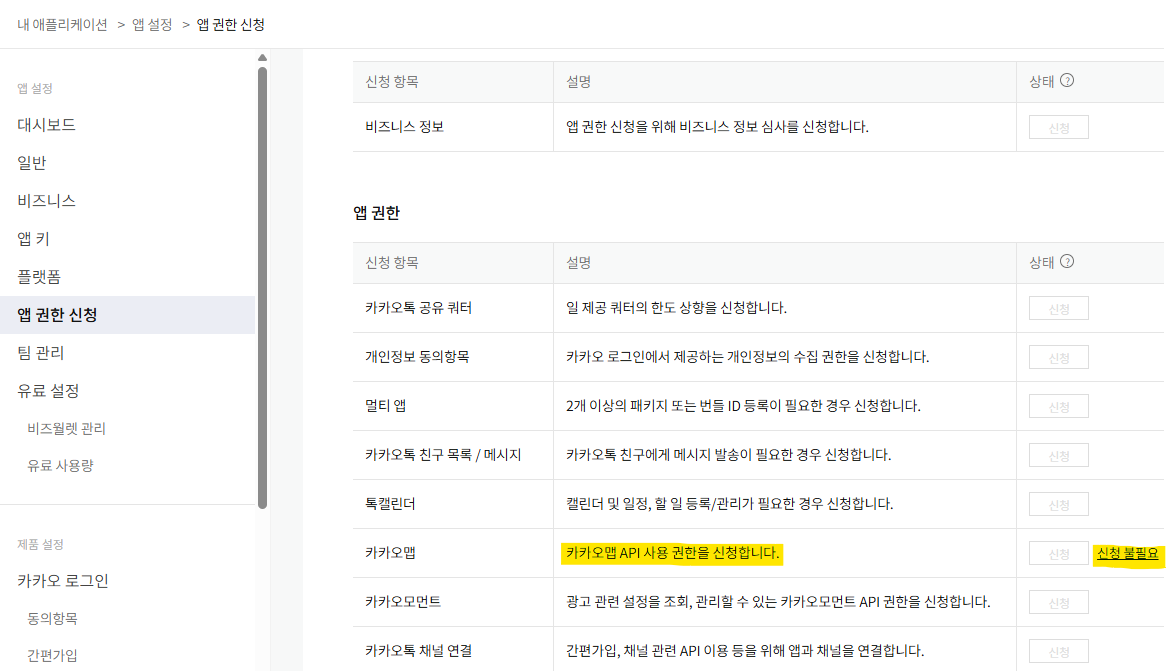 내 애플리케이션 > 앱 설정 > 앱 권한 신청
앱 설정
대시보드
일반
비즈니스
앱 키
플랫폼
앱 권한 신청
팀 관리
유료 설정
비즈월렛 관리
유료 사용량
제품 설정
카카오 로그인
동의항목
간편가입
신청 항목 설명 상태 ?
비즈니스 정보 앱 권한 신청을 위해 비즈니스 정보 심사를 신청합니다. 신청
앱 권한
신청 항목 설명 상태 ?
카카오톡 공유 쿼터 일 제공 쿼터의 한도 상향을 신청합니다. 신청
개인정보 동의항목 카카오 로그인에서 제공하는 개인정보의 수집 권한을 신청합니다. 신청
멀티 앱 2개 이상의 패키지 또는 번들 ID 등록이 필요한 경우 신청합니다. 신청
카카오톡 친구 목록 / 메시지 카카오톡 친구에게 메시지 발송이 필요한 경우 신청합니다. 신청
톡캘린더 캘린더 및 일정, 할 일 등록/관리가 필요한 경우 신청합니다. 신청
카카오맵 카카오맵 API 사용 권한을 신청합니다. 신청 신청 불필요
카카오모먼트 광고 관련 설정을 조회, 관리할 수 있는 카카오모먼트 API 권한을 신청합니다. 신청
카카오톡 채널 연결 간편가입, 채널 관련 API 이용 등을 위해 앱과 채널을 연결합니다. 신청